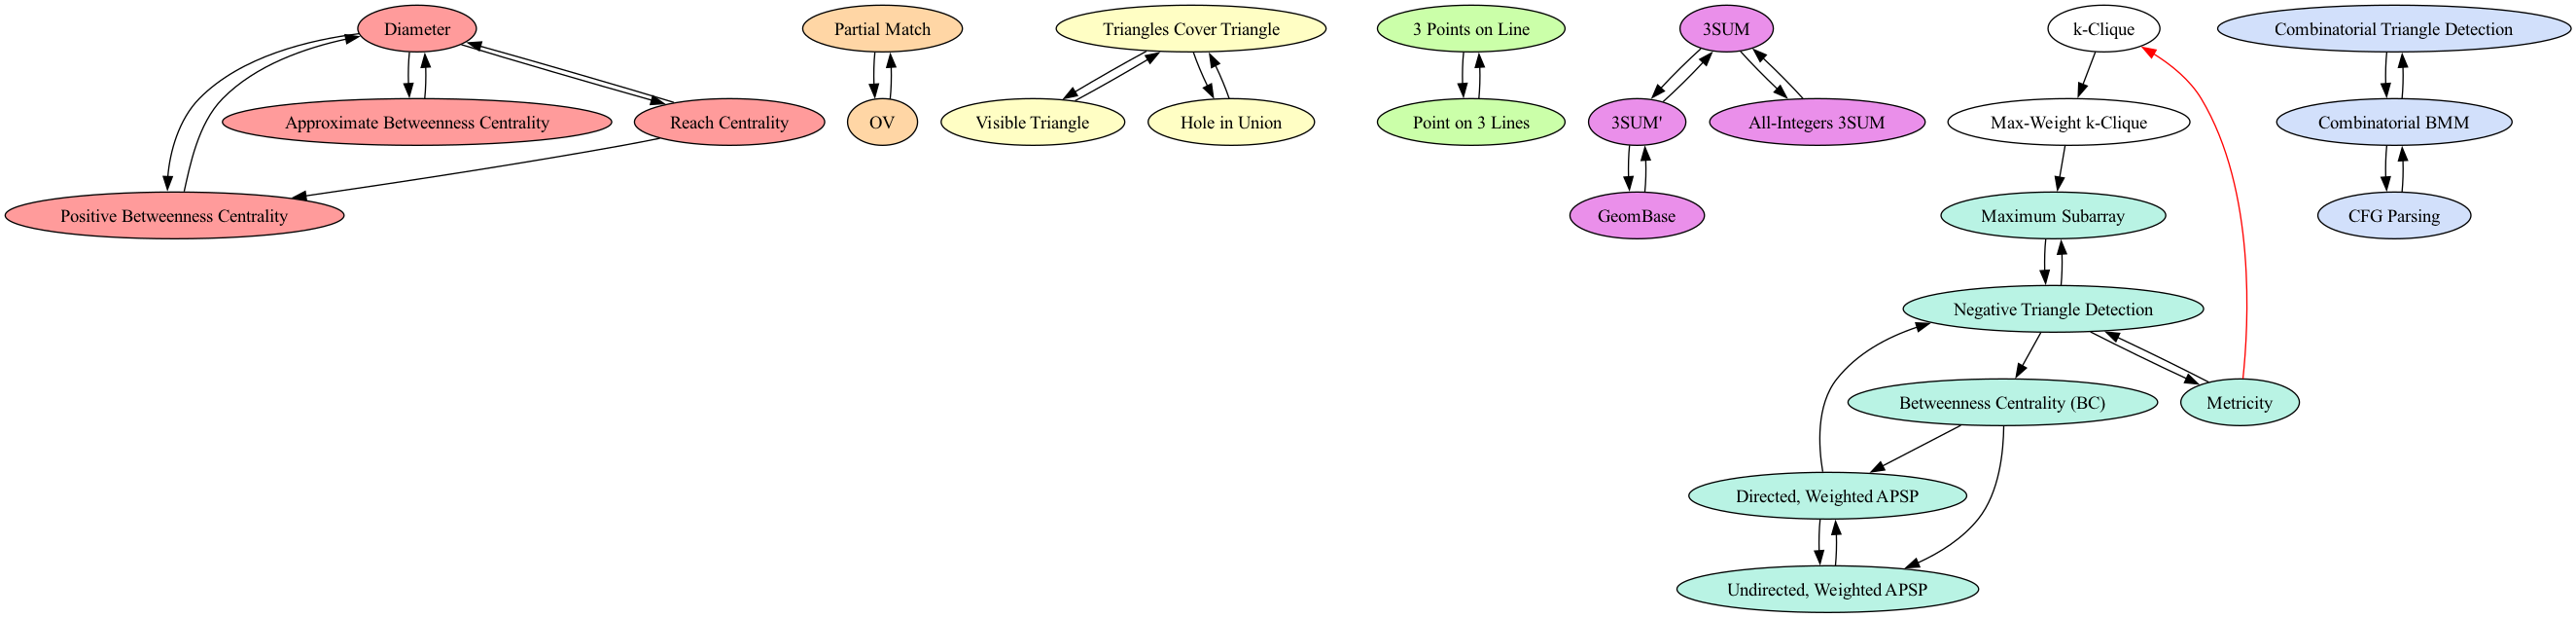 Diameter
Partial Match
Triangles Cover Triangle
3 Points on Line
3SUM
k-Clique
Combinatorial Triangle Detection
Approximate Betweenness Centrality
Reach Centrality
OV
Visible Triangle
Hole in Union
Point on 3 Lines
3SUM'
All-Integers 3SUM
Max-Weight k-Clique
Combinatorial BMM
Positive Betweenness Centrality
GeomBase
Maximum Subarray
CFG Parsing
Negative Triangle Detection
Betweenness Centrality (BC)
Metricity
Directed, Weighted APSP
Undirected, Weighted APSP